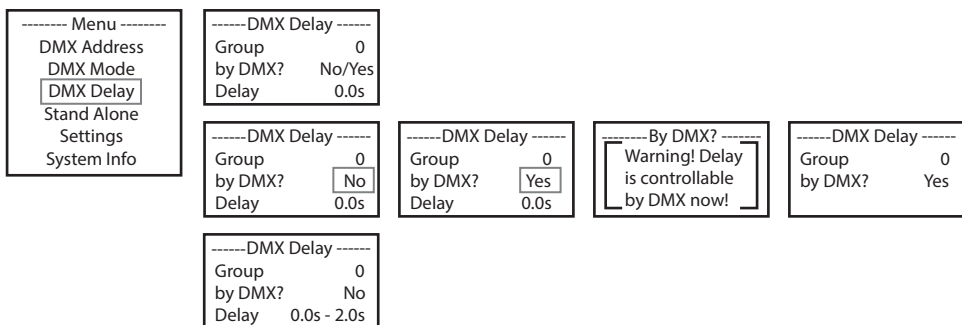 -------- Menu --------
DMX Address
DMX Mode
DMX Delay
Stand Alone
Settings
System Info
------DMX Delay ------
Group 0
by DMX? No/Yes
Delay 0.0s
------DMX Delay ------
Group 0
by DMX? No
Delay 0.0s
------DMX Delay ------
Group 0
by DMX? Yes
Delay 0.0s
--------By DMX? -------
Warning! Delay
is controllable
by DMX now!
------DMX Delay ------
Group 0
by DMX? Yes
------DMX Delay ------
Group 0
by DMX? No
Delay 0.0s - 2.0s